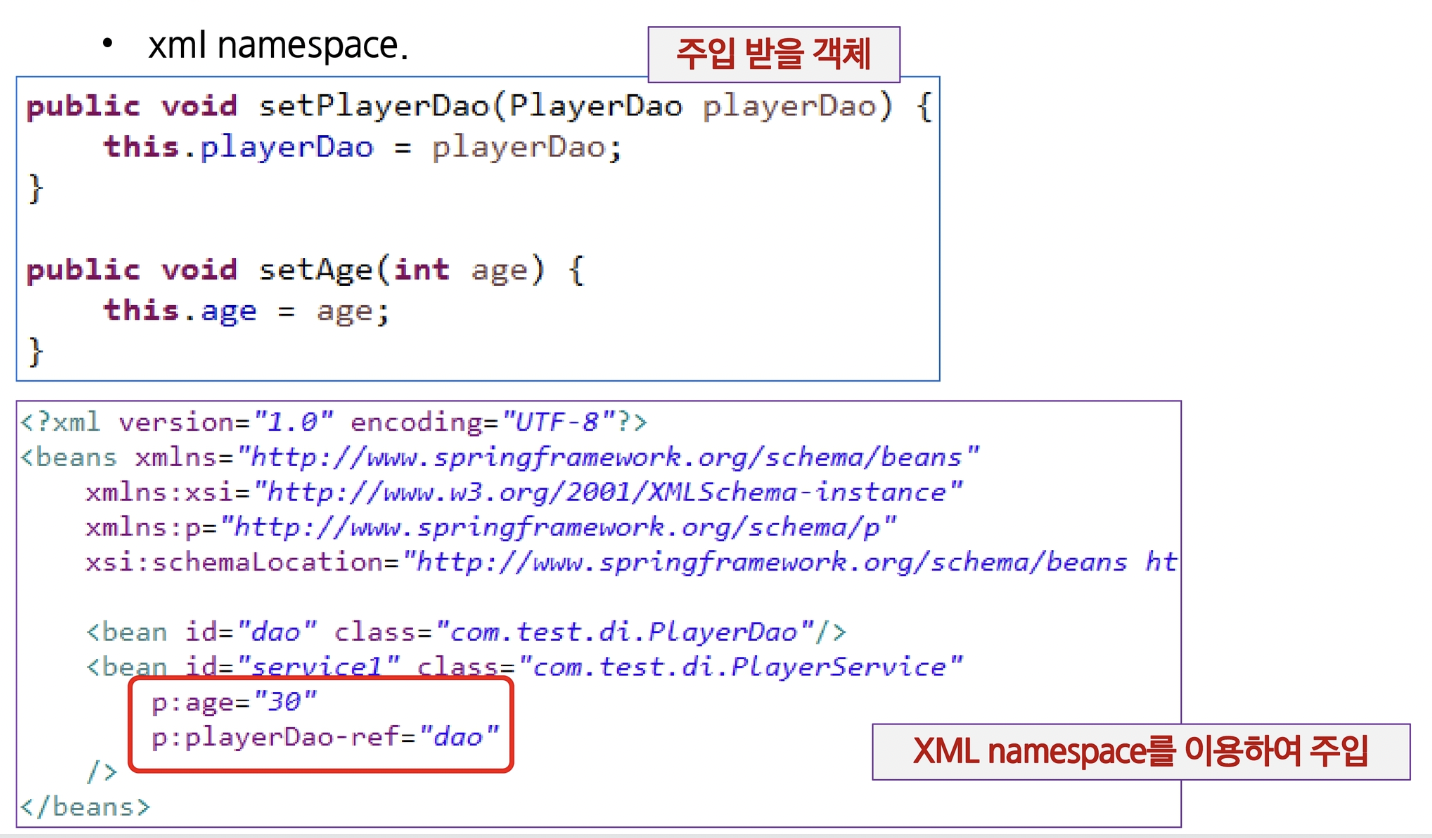 • xml namespace.
주입 받을 객체
public void setPlayerDao(PlayerDao playerDao) {
    this.playerDao = playerDao;
}

public void setAge(int age) {
    this.age = age;
}
<?xml version="1.0" encoding="UTF-8"?>
<beans xmlns="http://www.springframework.org/schema/beans"
    xmlns:xsi="http://www.w3.org/2001/XMLSchema-instance"
    xmlns:p="http://www.springframework.org/schema/p"
    xsi:schemaLocation="http://www.springframework.org/schema/beans ht

    <bean id="dao" class="com.test.di.PlayerDao"/>
    <bean id="service1" class="com.test.di.PlayerService"
        p:age="30"
        p:playerDao-ref="dao"
    />
</beans>
XML namespace를 이용하여 주입